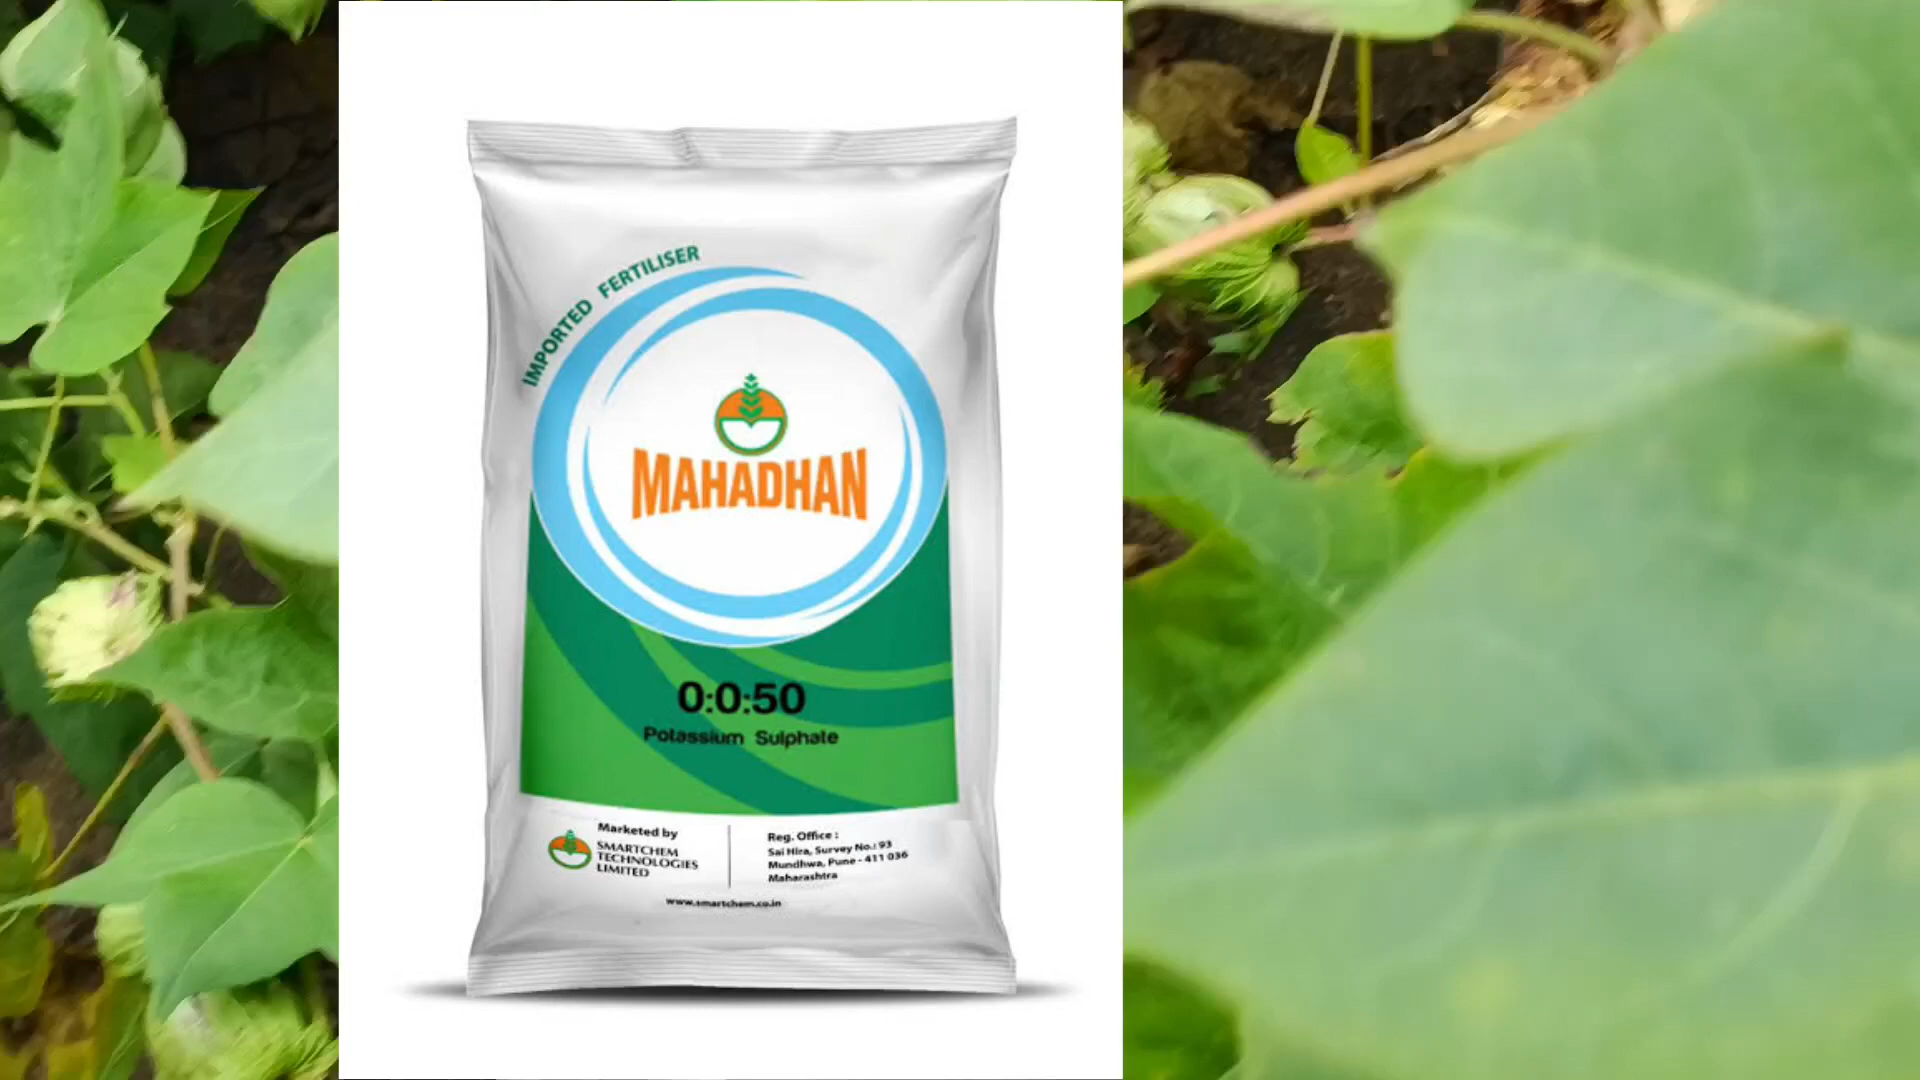 IMPORTED FERTILISER
MAHADHAN
0:0:50
Potassium Sulphate
Marketed by
SMARTCHEM
TECHNOLOGIES
LIMITED
Reg. Office :
Sai Hira, Survey No.: 93
Mundhwa, Pune - 411 036
Maharashtra
www.smartchem.co.in